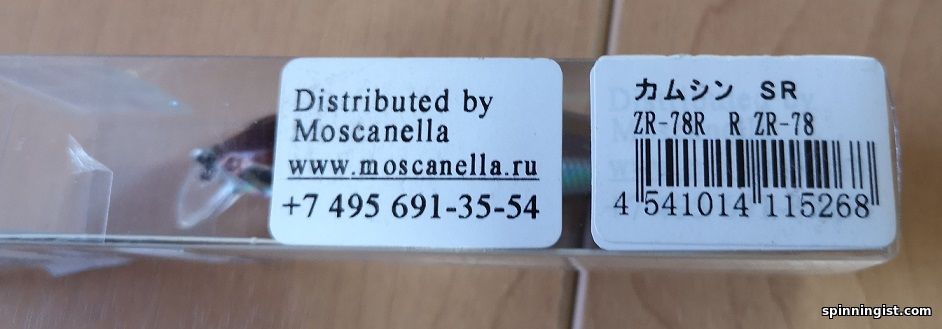 Distributed by
Moscanella
www.moscanella.ru
+7 495 691-35-54
カムシン SR
ZR-78R R ZR-78
4 541014 115268
spinningist.com